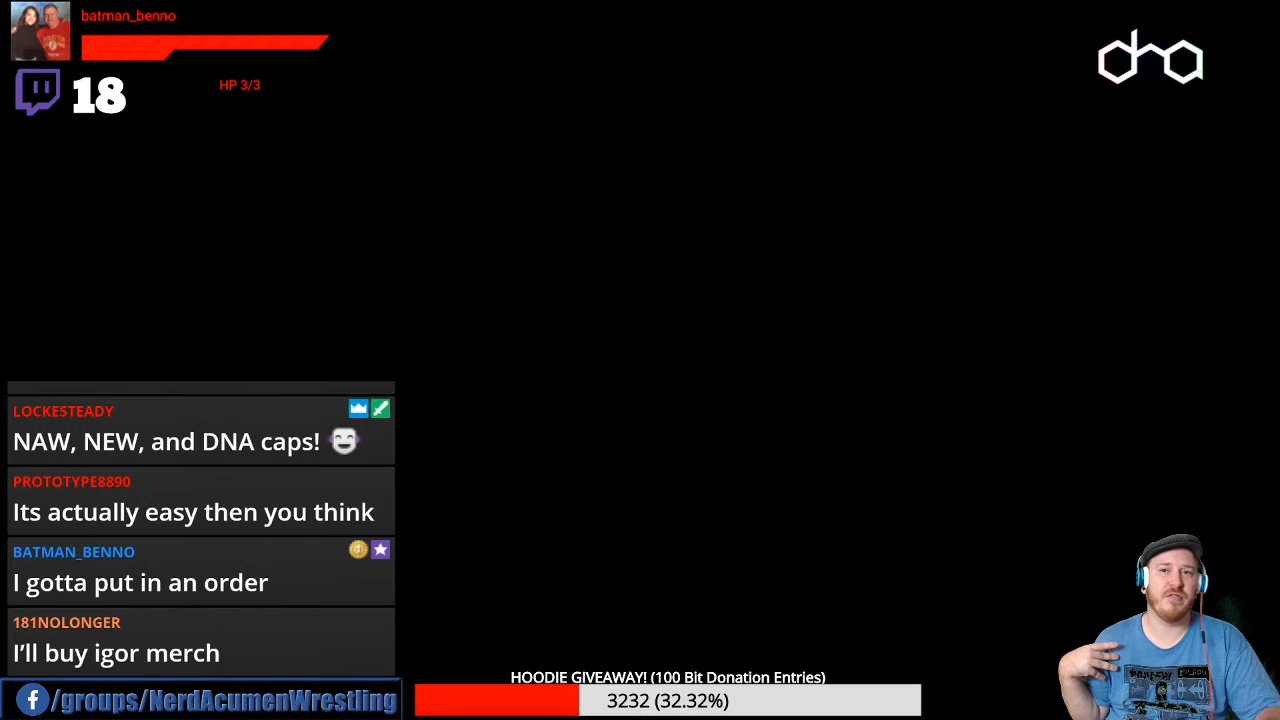 batman_benno
HP 3/3
18
dna
LOCKESTEADY
NAW, NEW, and DNA caps!
PROTOTYPE8890
Its actually easy then you think
BATMAN_BENNO
I gotta put in an order
181NOLONGER
I'll buy igor merch
f/groups/NerdAcumenWrestling
HOODIE GIVEAWAY! (100 Bit Donation Entries)
3232 (32.32%)